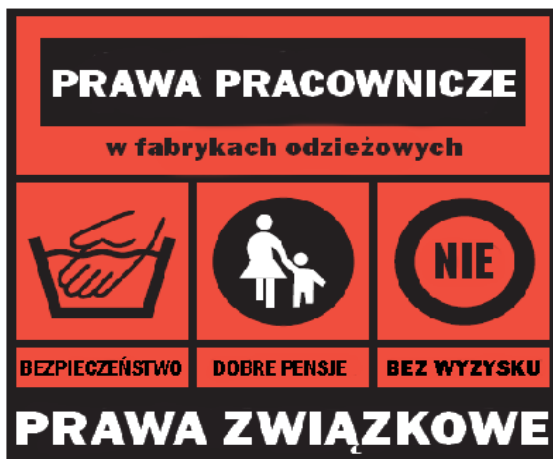 PRAWA PRACOWNICZE
w fabrykach odzieżowych
NIE
BEZPIECZEŃSTWO
DOBRE PENSJE
BEZ WYZYSKU
PRAWA ZWIĄZKOWE